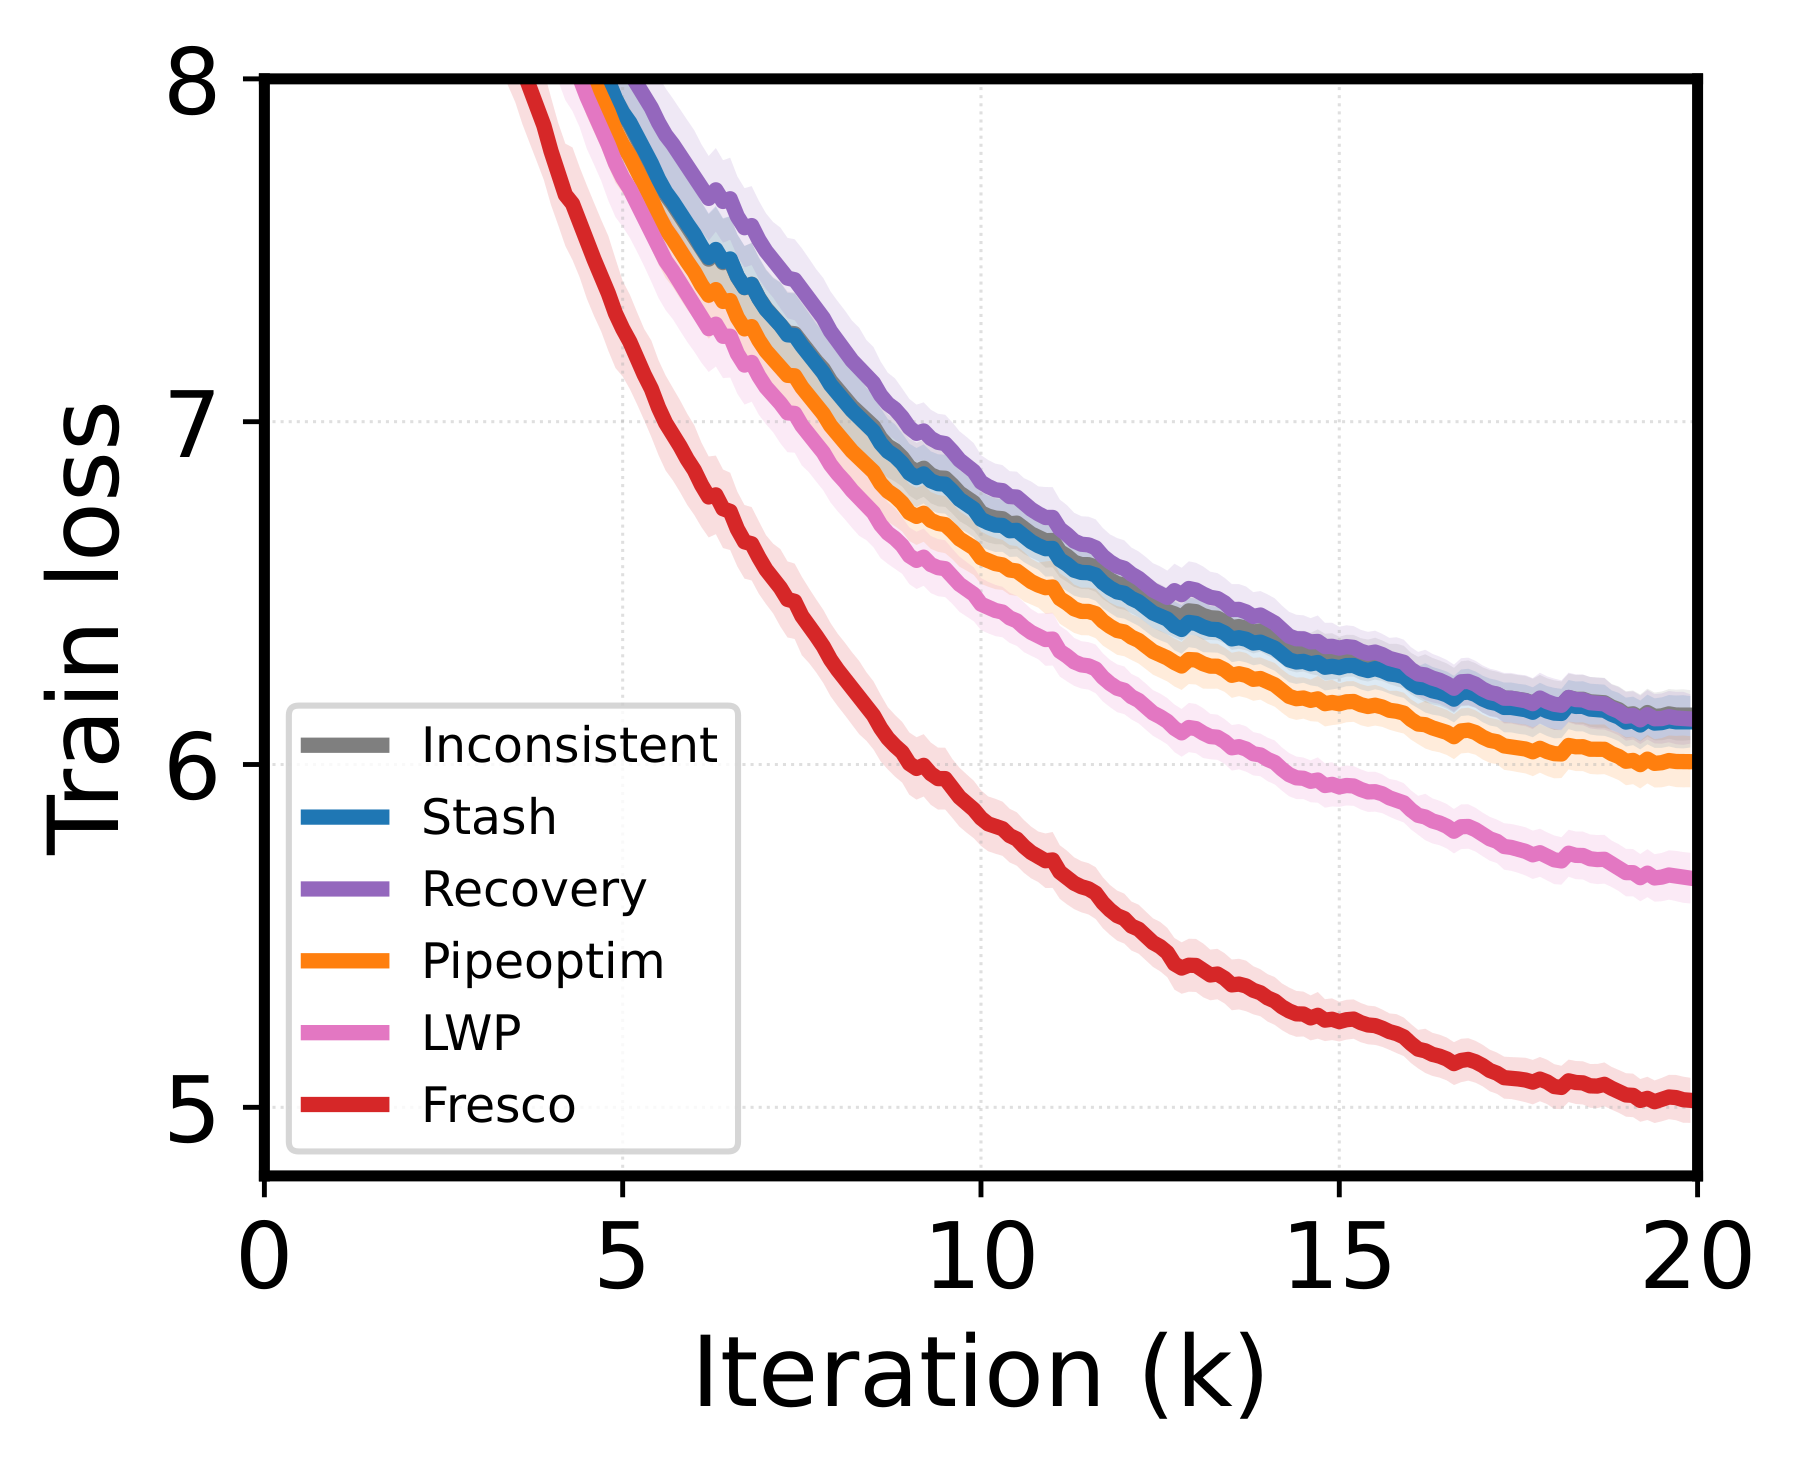 8
7
6
5
Train loss
Inconsistent
Stash
Recovery
Pipeoptim
LWP
Fresco
0 5 10 15 20
Iteration (k)